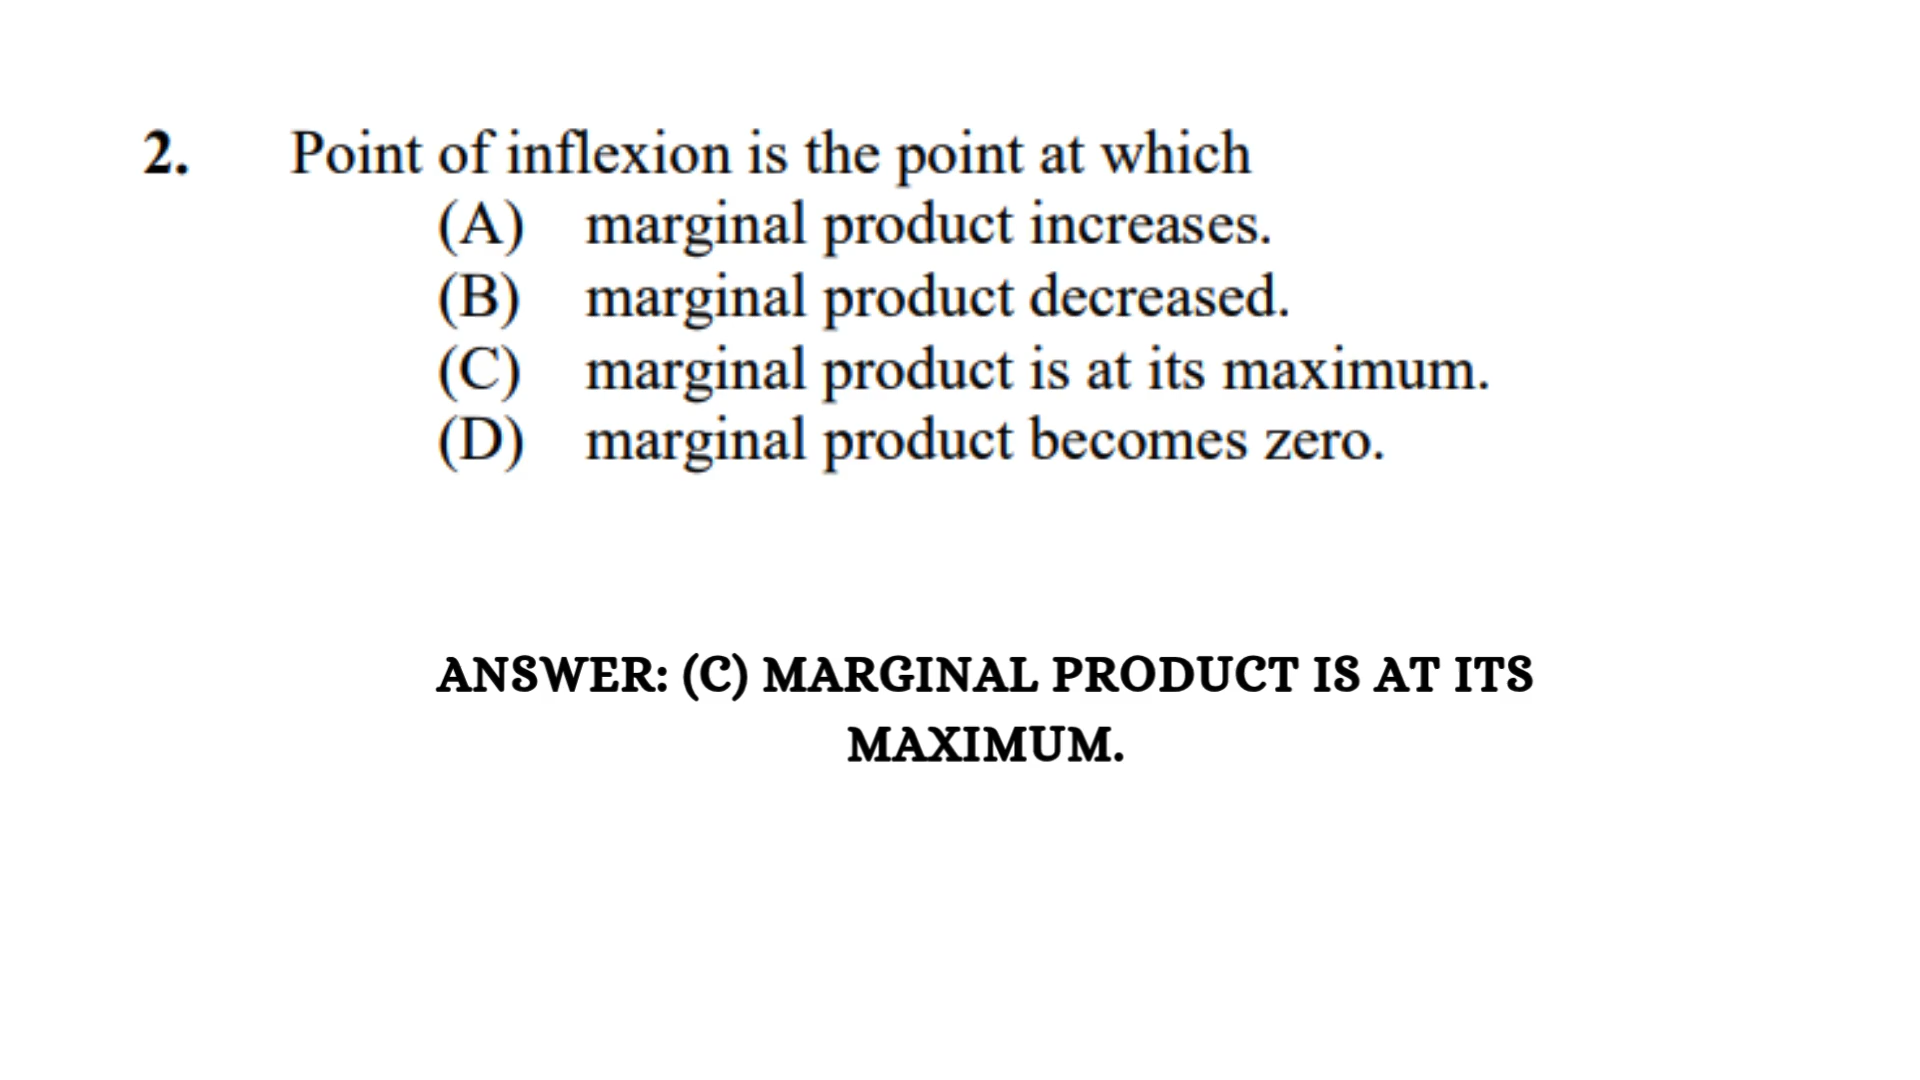 2. Point of inflexion is the point at which
(A) marginal product increases.
(B) marginal product decreased.
(C) marginal product is at its maximum.
(D) marginal product becomes zero.
ANSWER: (C) MARGINAL PRODUCT IS AT ITS
MAXIMUM.